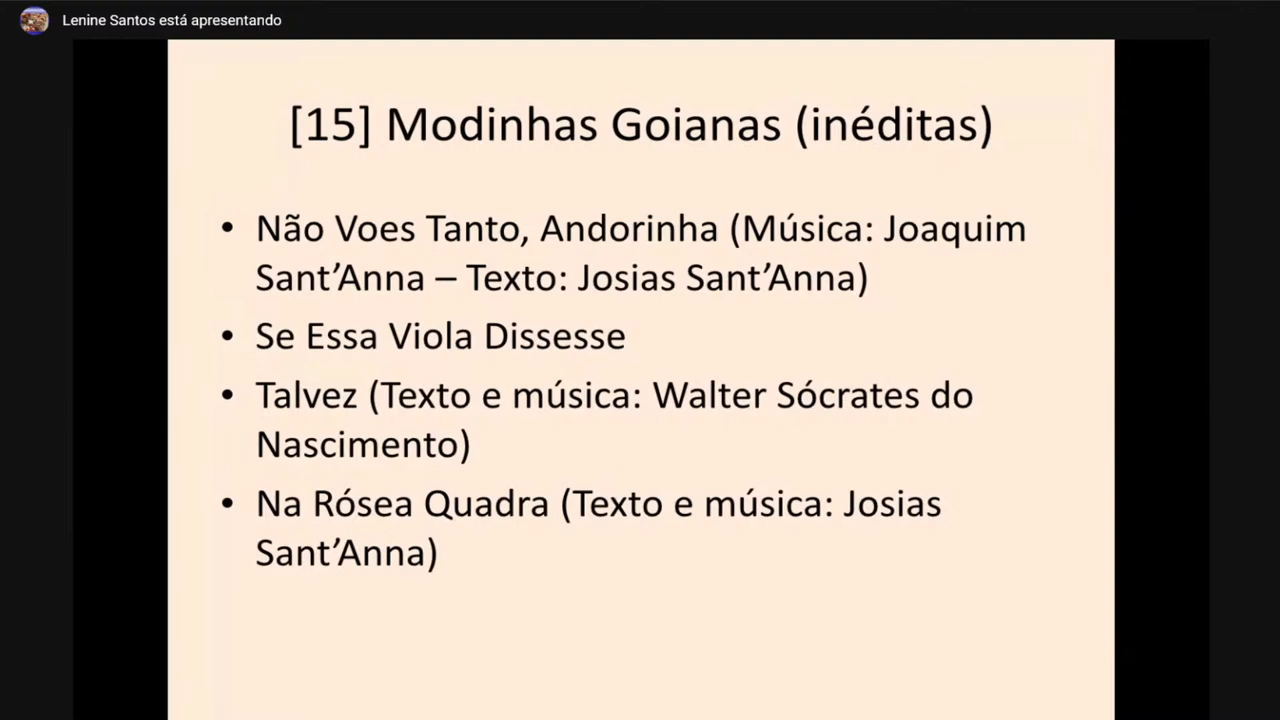 Lenine Santos está apresentando
[15] Modinhas Goianas (inéditas)
• Não Voes Tanto, Andorinha (Música: Joaquim
Sant’Anna – Texto: Josias Sant’Anna)
• Se Essa Viola Dissesse
• Talvez (Texto e música: Walter Sócrates do
Nascimento)
• Na Rósea Quadra (Texto e música: Josias
Sant’Anna)